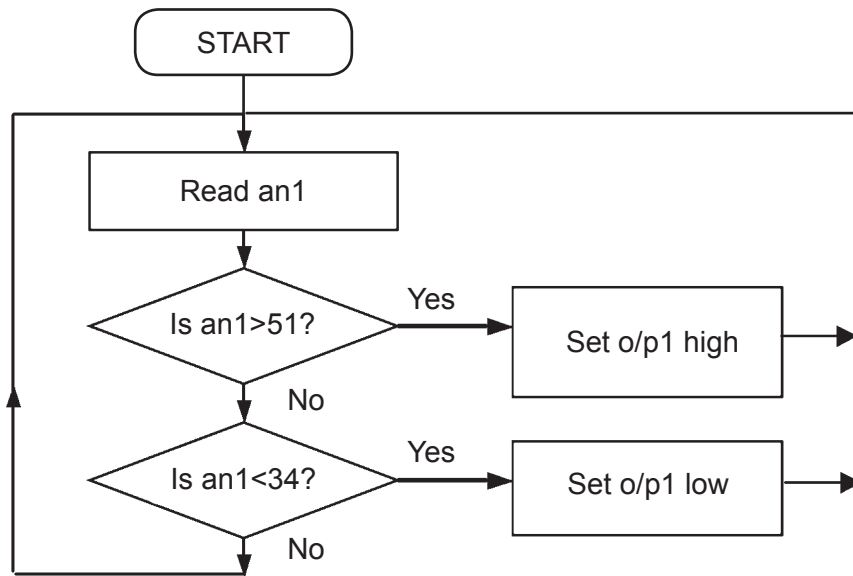 START
Read an1
Is an1>51?
Yes
Set o/p1 high
No
Is an1<34?
Yes
Set o/p1 low
No